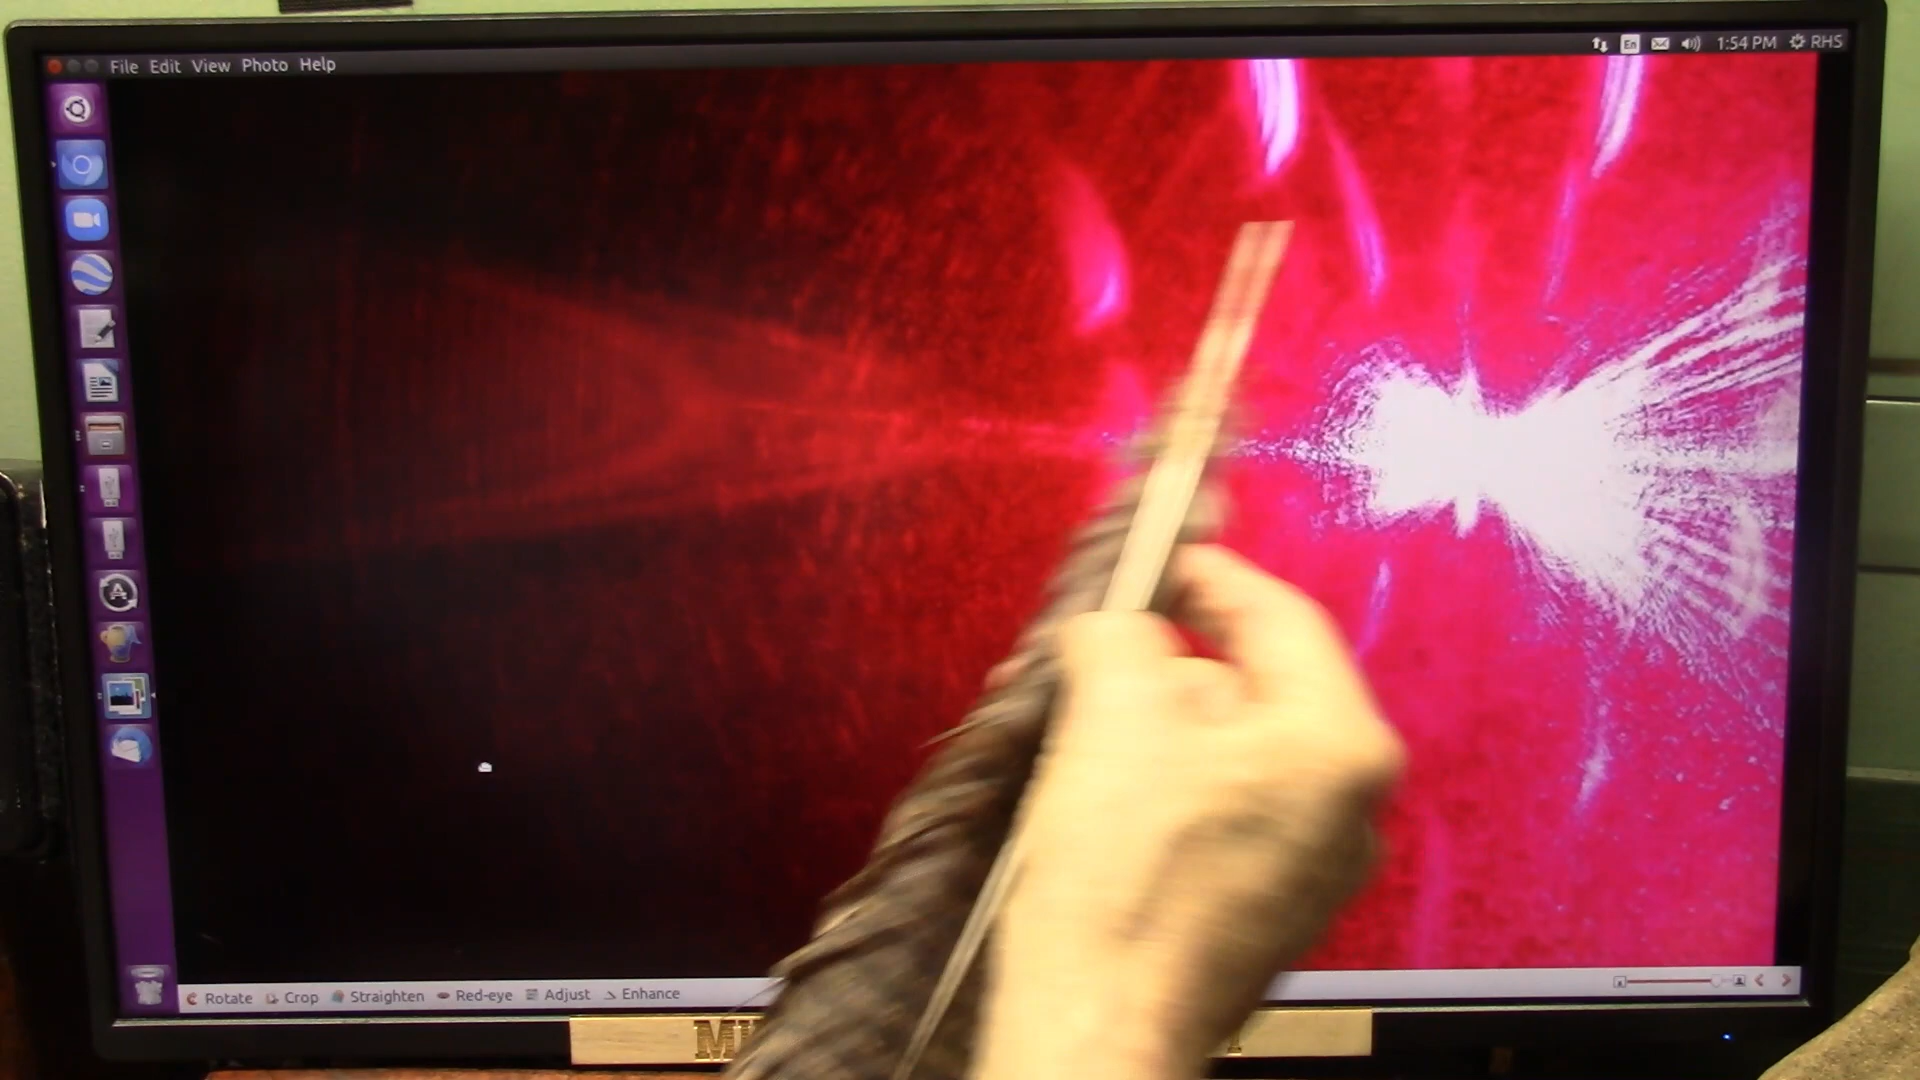 File Edit View Photo Help
En 1:54 PM RHS
Rotate Crop Straighten Red-eye Adjust Enhance